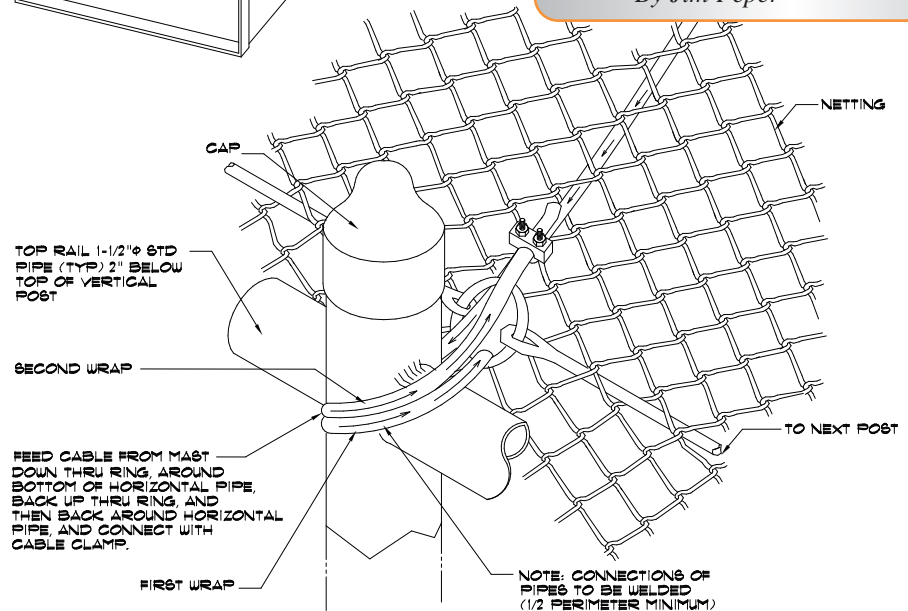 By Jim Pepor
NETTING
CAP
TOP RAIL 1-1/2"Φ STD
PIPE (TYP) 2" BELOW
TOP OF VERTICAL
POST
SECOND WRAP
TO NEXT POST
FEED CABLE FROM MAST
DOWN THRU RING, AROUND
BOTTOM OF HORIZONTAL PIPE,
BACK UP THRU RING, AND
THEN BACK AROUND HORIZONTAL
PIPE, AND CONNECT WITH
CABLE CLAMP.
FIRST WRAP
NOTE: CONNECTIONS OF
PIPES TO BE WELDED
(1/2 PERIMETER MINIMUM)